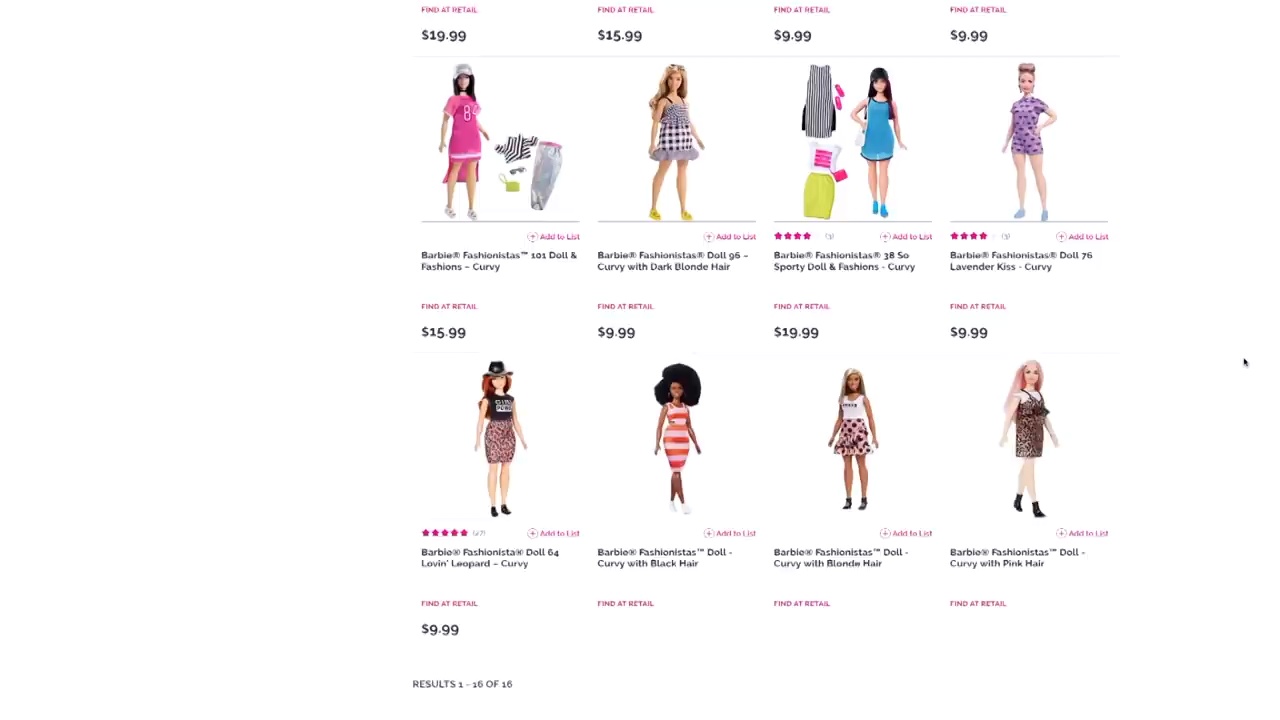 FIND AT RETAIL FIND AT RETAIL FIND AT RETAIL FIND AT RETAIL
$19.99 $15.99 $9.99 $9.99
84
Add to List Add to List (3) Add to List (3) Add to List
Barbie® Fashionistas™ 101 Doll & Barbie® Fashionistas® Doll 96 – Barbie® Fashionistas® 38 So Barbie® Fashionistas® Doll 76
Fashions – Curvy Curvy with Dark Blonde Hair Sporty Doll & Fashions - Curvy Lavender Kiss - Curvy
FIND AT RETAIL FIND AT RETAIL FIND AT RETAIL FIND AT RETAIL
$15.99 $9.99 $19.99 $9.99
GIRL
Add to List Add to List Add to List Add to List
Barbie® Fashionista® Doll 64 Barbie® Fashionistas™ Doll - Barbie® Fashionistas™ Doll - Barbie® Fashionistas™ Doll -
Lovin' Leopard – Curvy Curvy with Black Hair Curvy with Blonde Hair Curvy with Pink Hair
FIND AT RETAIL FIND AT RETAIL FIND AT RETAIL FIND AT RETAIL
$9.99
RESULTS 1 - 16 OF 16